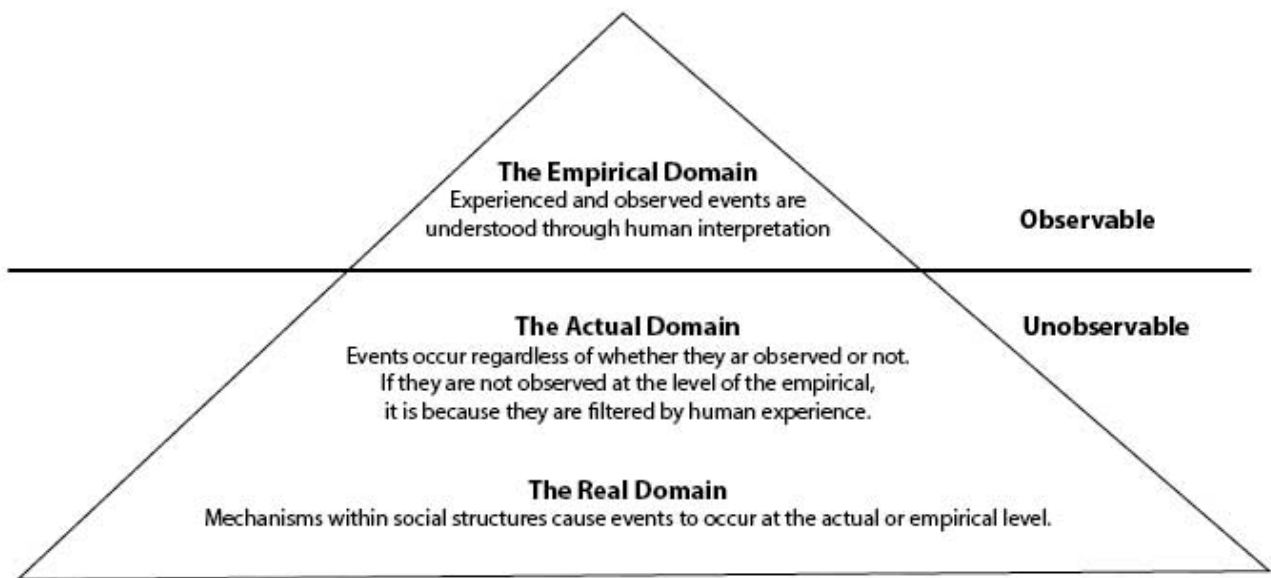 The Empirical Domain
Experienced and observed events are
understood through human interpretation
Observable
The Actual Domain
Unobservable
Events occur regardless of whether they ar observed or not.
If they are not observed at the level of the empirical,
it is because they are filtered by human experience.
The Real Domain
Mechanisms within social structures cause events to occur at the actual or empirical level.